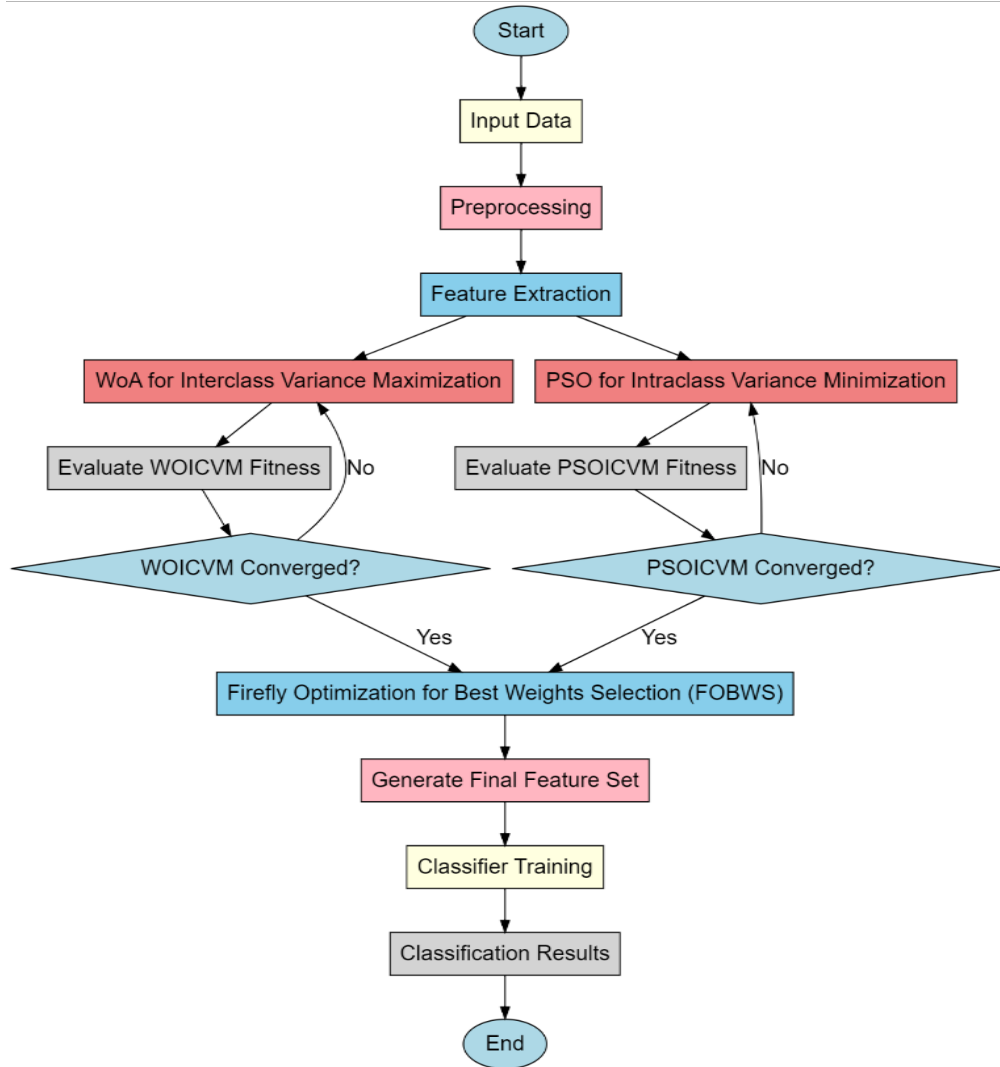 Start
Input Data
Preprocessing
Feature Extraction
WoA for Interclass Variance Maximization
PSO for Intraclass Variance Minimization
Evaluate WOICVM Fitness
No
Evaluate PSOICVM Fitness
No
WOICVM Converged?
PSOICVM Converged?
Yes
Yes
Firefly Optimization for Best Weights Selection (FOBWS)
Generate Final Feature Set
Classifier Training
Classification Results
End